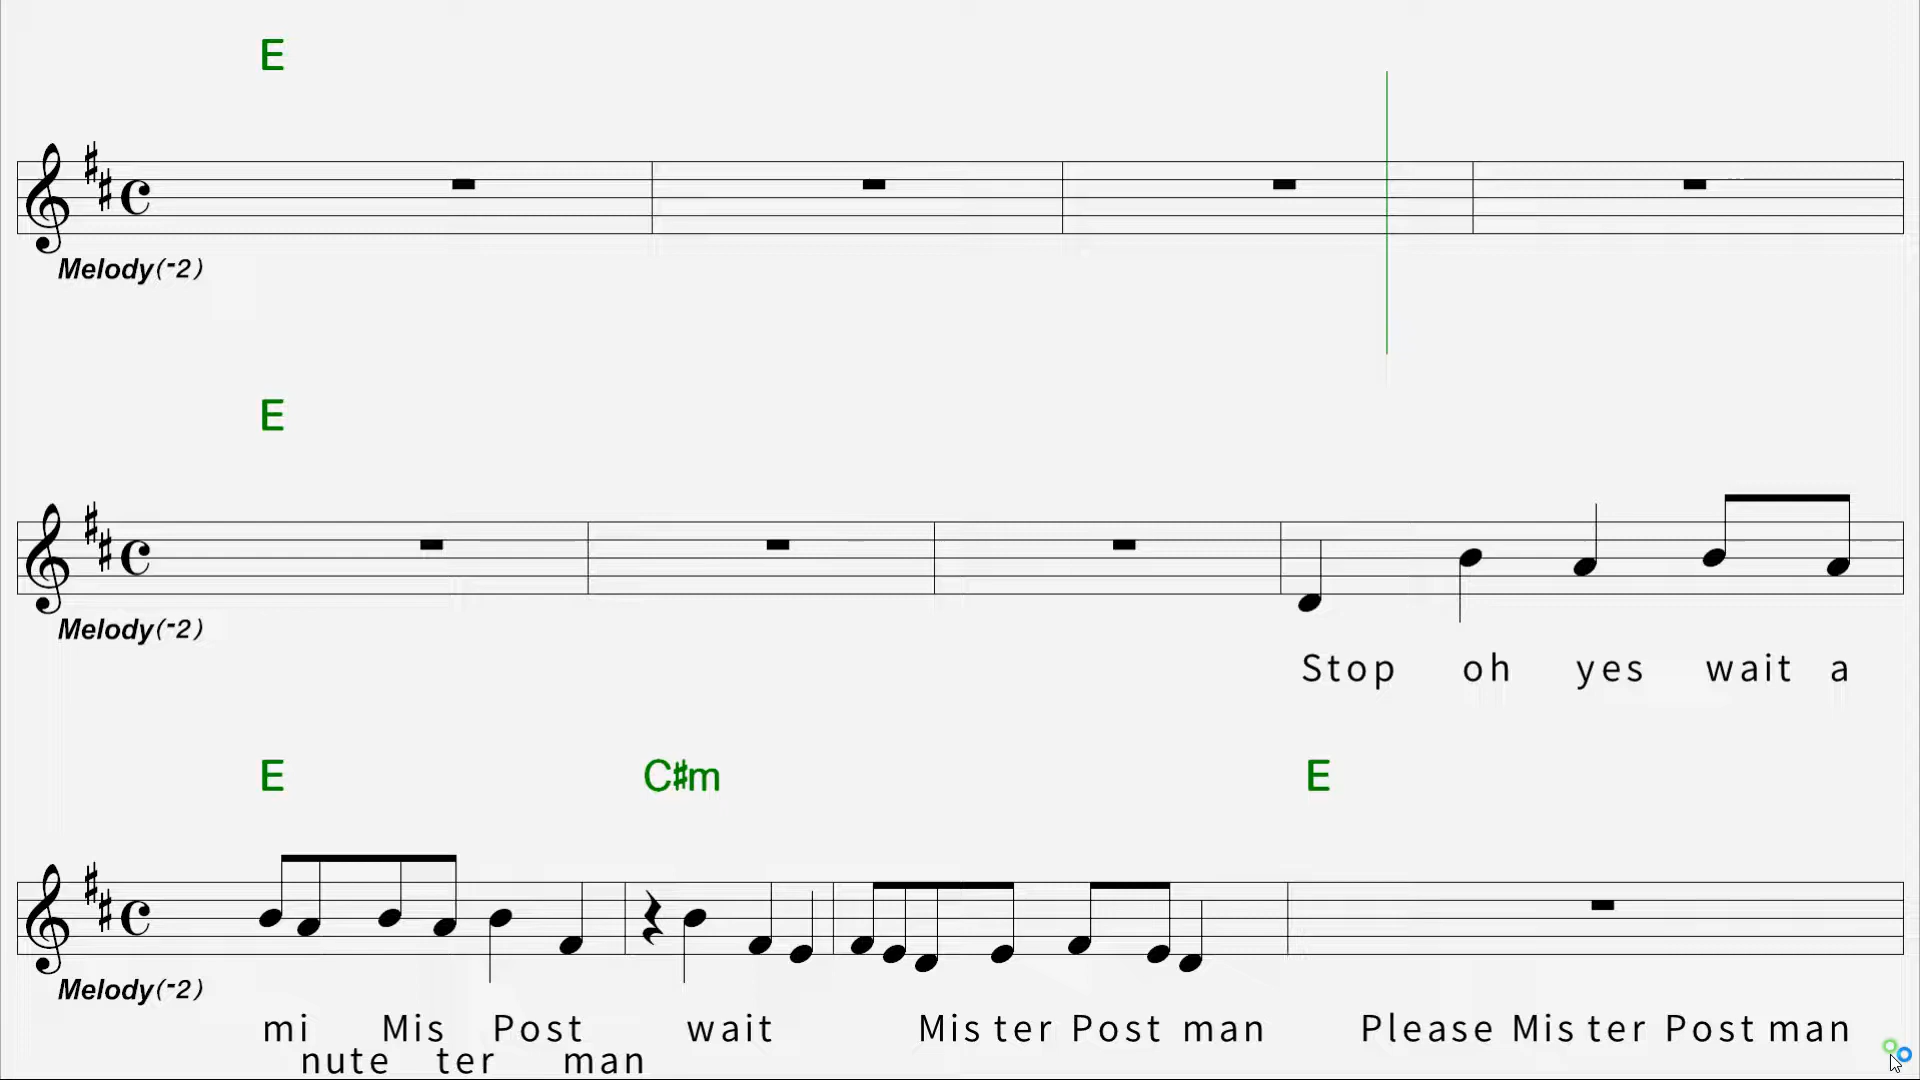 E
Melody(-2)
E
Melody(-2)
Stop oh yes wait a
E C#m E
Melody(-2)
mi Mis Post wait Mis ter Post man Please Mis ter Post man
nute ter man